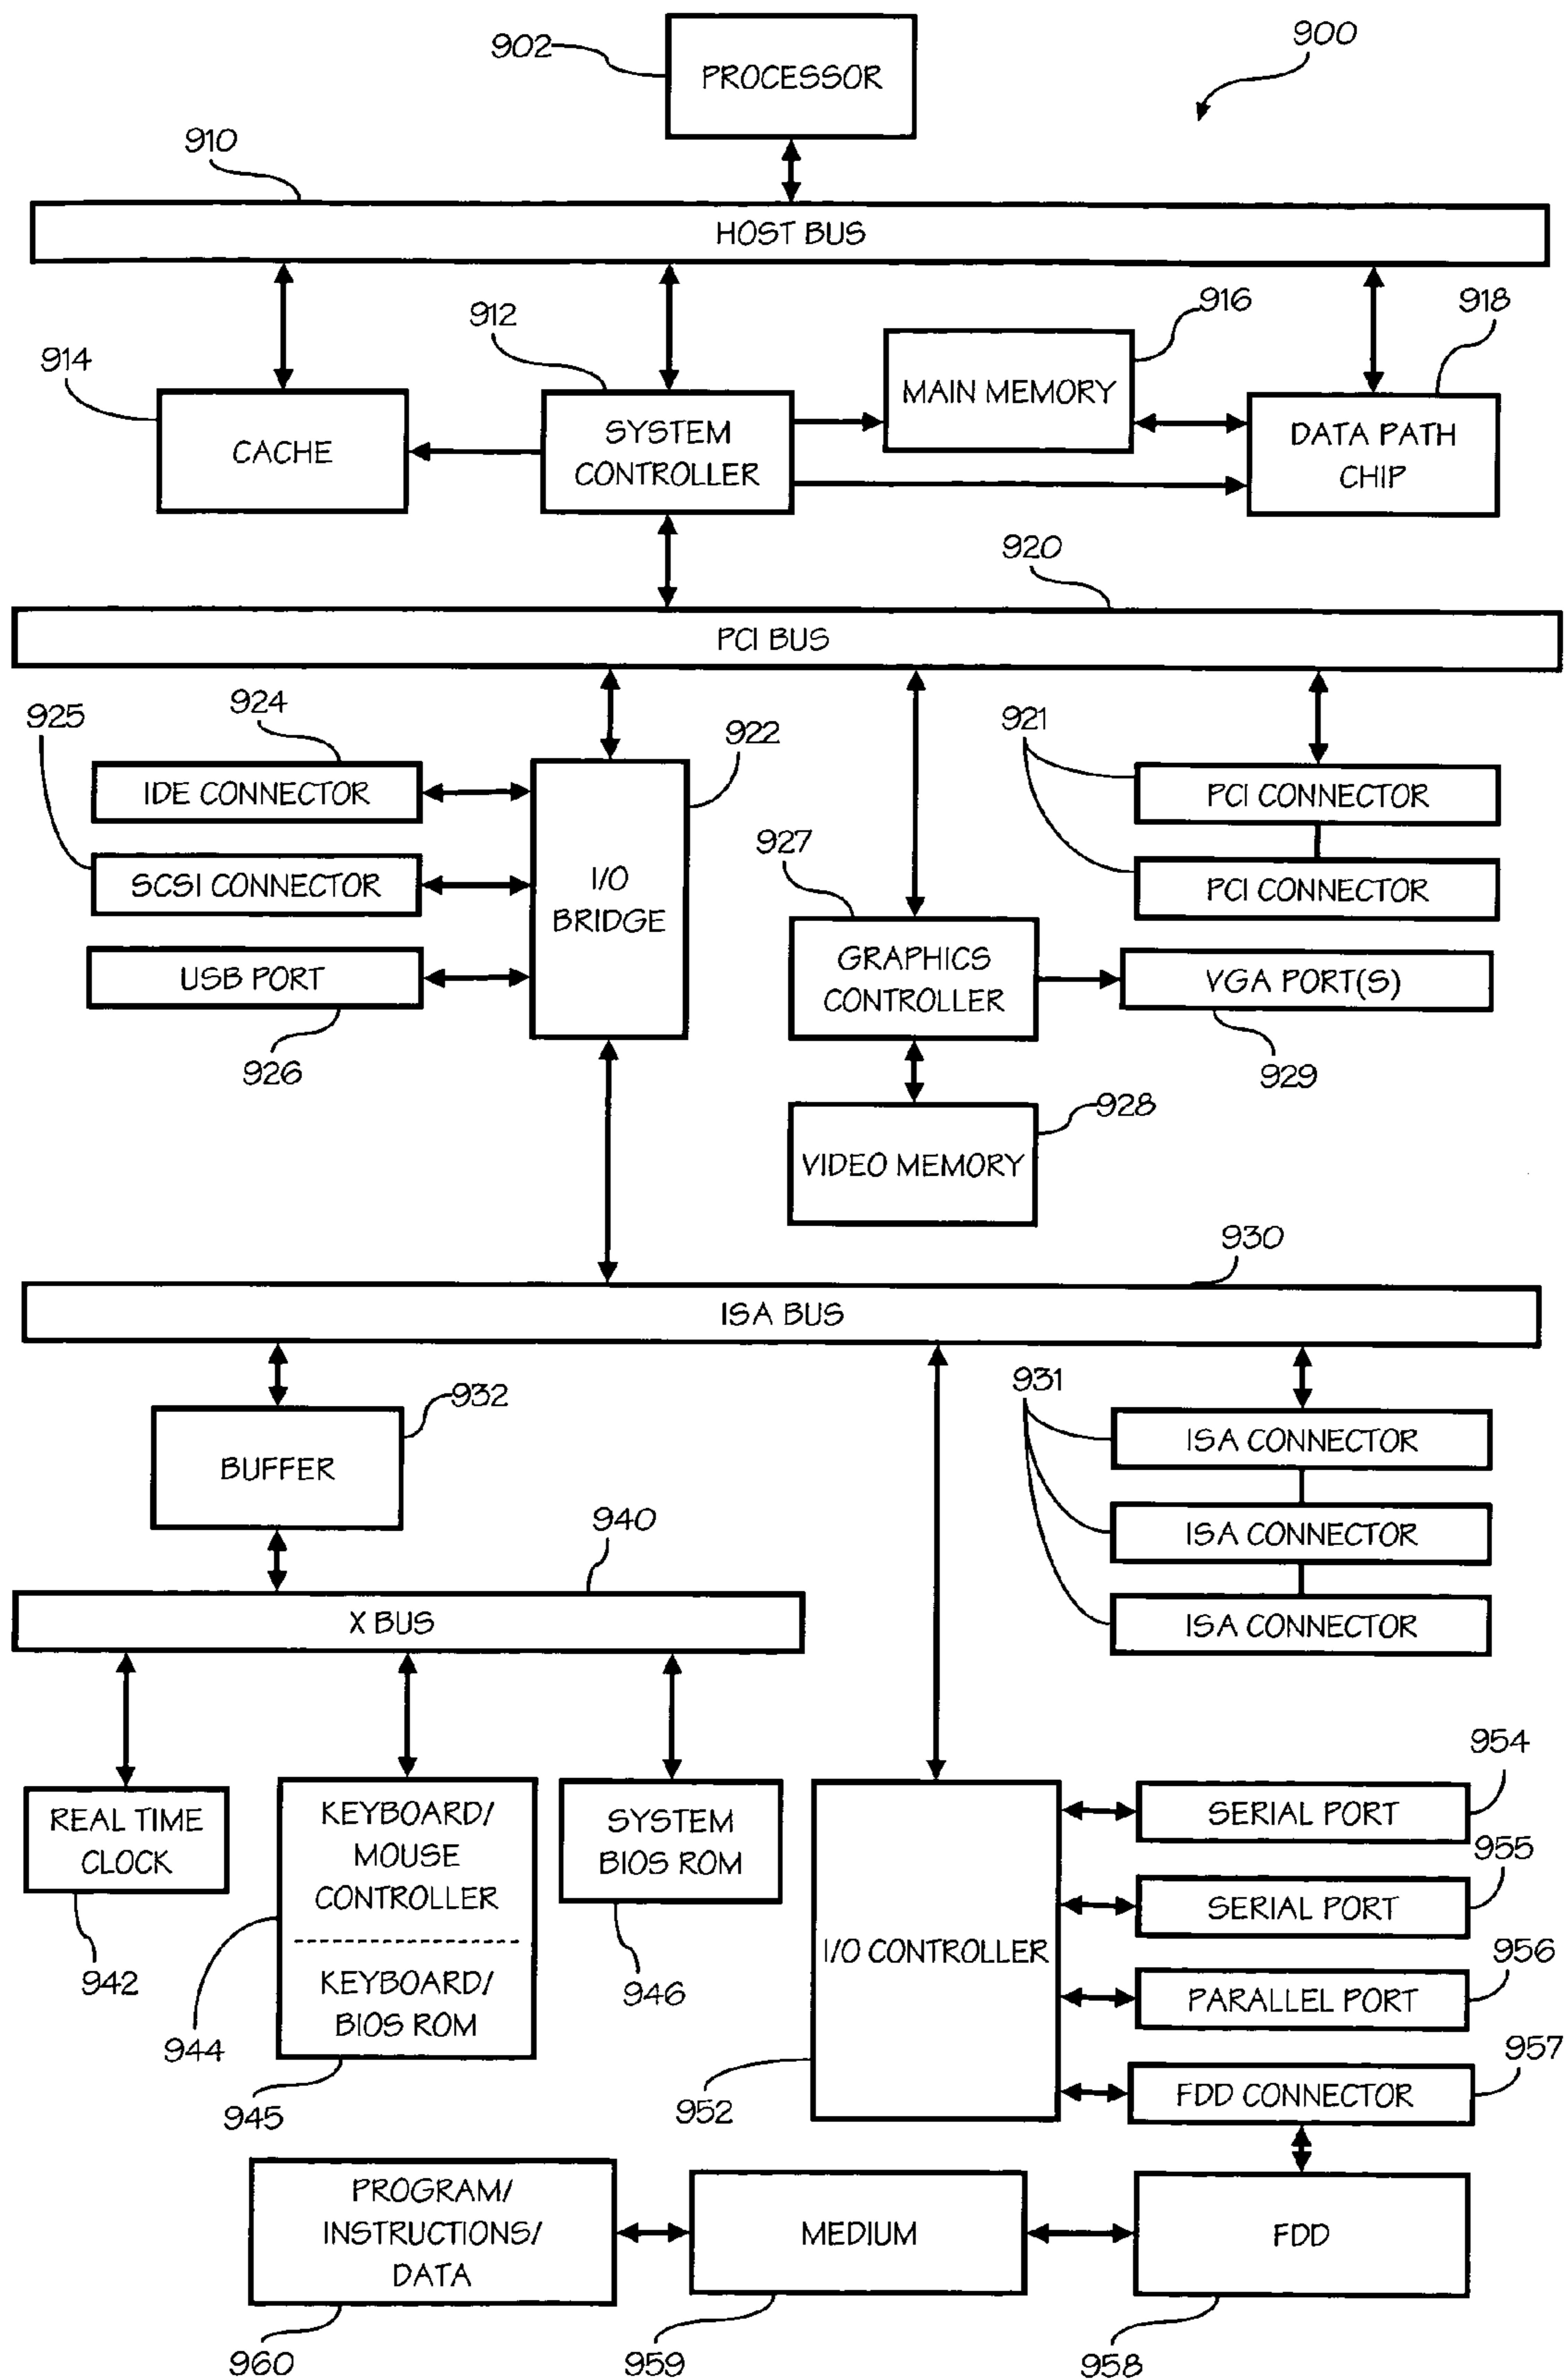 902
PROCESSOR
900
910
HOST BUS
912
916
918
914
MAIN MEMORY
CACHE
SYSTEM
CONTROLLER
DATA PATH
CHIP
920
PCI BUS
925
924
922
921
IDE CONNECTOR
PCI CONNECTOR
927
SCSI CONNECTOR
I/O
BRIDGE
PCI CONNECTOR
USB PORT
GRAPHICS
CONTROLLER
VGA PORT(S)
926
929
928
VIDEO MEMORY
930
ISA BUS
932
931
BUFFER
ISA CONNECTOR
940
ISA CONNECTOR
X BUS
ISA CONNECTOR
954
REAL TIME
CLOCK
KEYBOARD/
MOUSE
CONTROLLER
SYSTEM
BIOS ROM
SERIAL PORT
955
SERIAL PORT
I/O CONTROLLER
956
942
KEYBOARD/
BIOS ROM
946
PARALLEL PORT
944
957
945
952
FDD CONNECTOR
PROGRAM/
INSTRUCTIONS/
DATA
MEDIUM
FDD
960
959
958